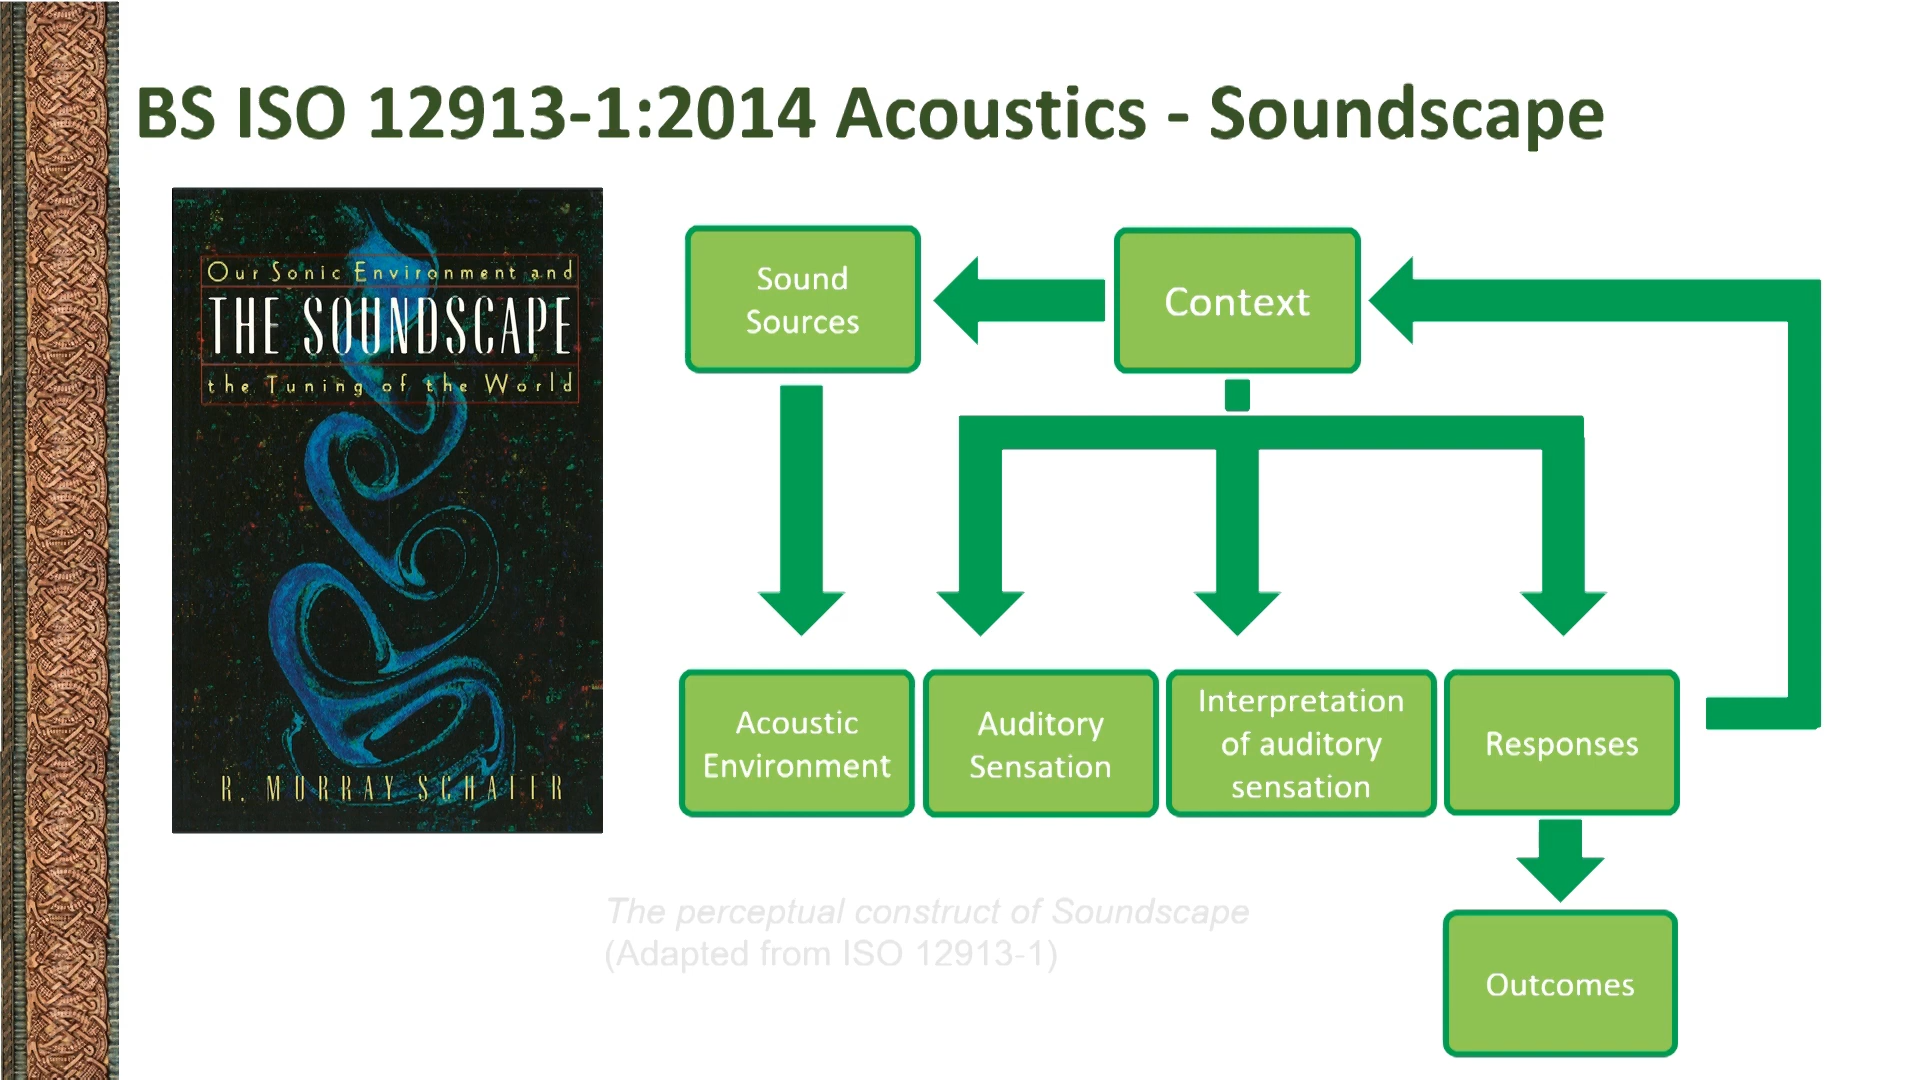 BS ISO 12913-1:2014 Acoustics - Soundscape
Our Sonic Environment and
THE SOUNDSCAPE
the Tuning of the World
R. MURRAY SCHAFER
Sound
Sources
Context
Acoustic
Environment
Auditory
Sensation
Interpretation
of auditory
sensation
Responses
Outcomes
The perceptual construct of Soundscape
(Adapted from ISO 12913-1)